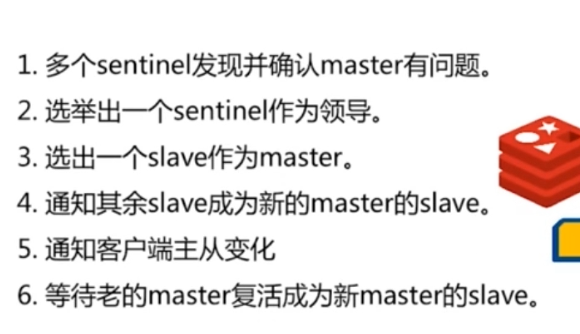 1. 多个sentinel发现并确认master有问题。
2. 选举出一个sentinel作为领导。
3. 选出一个slave作为master。
4. 通知其余slave成为新的master的slave。
5. 通知客户端主从变化
6. 等待老的master复活成为新master的slave。